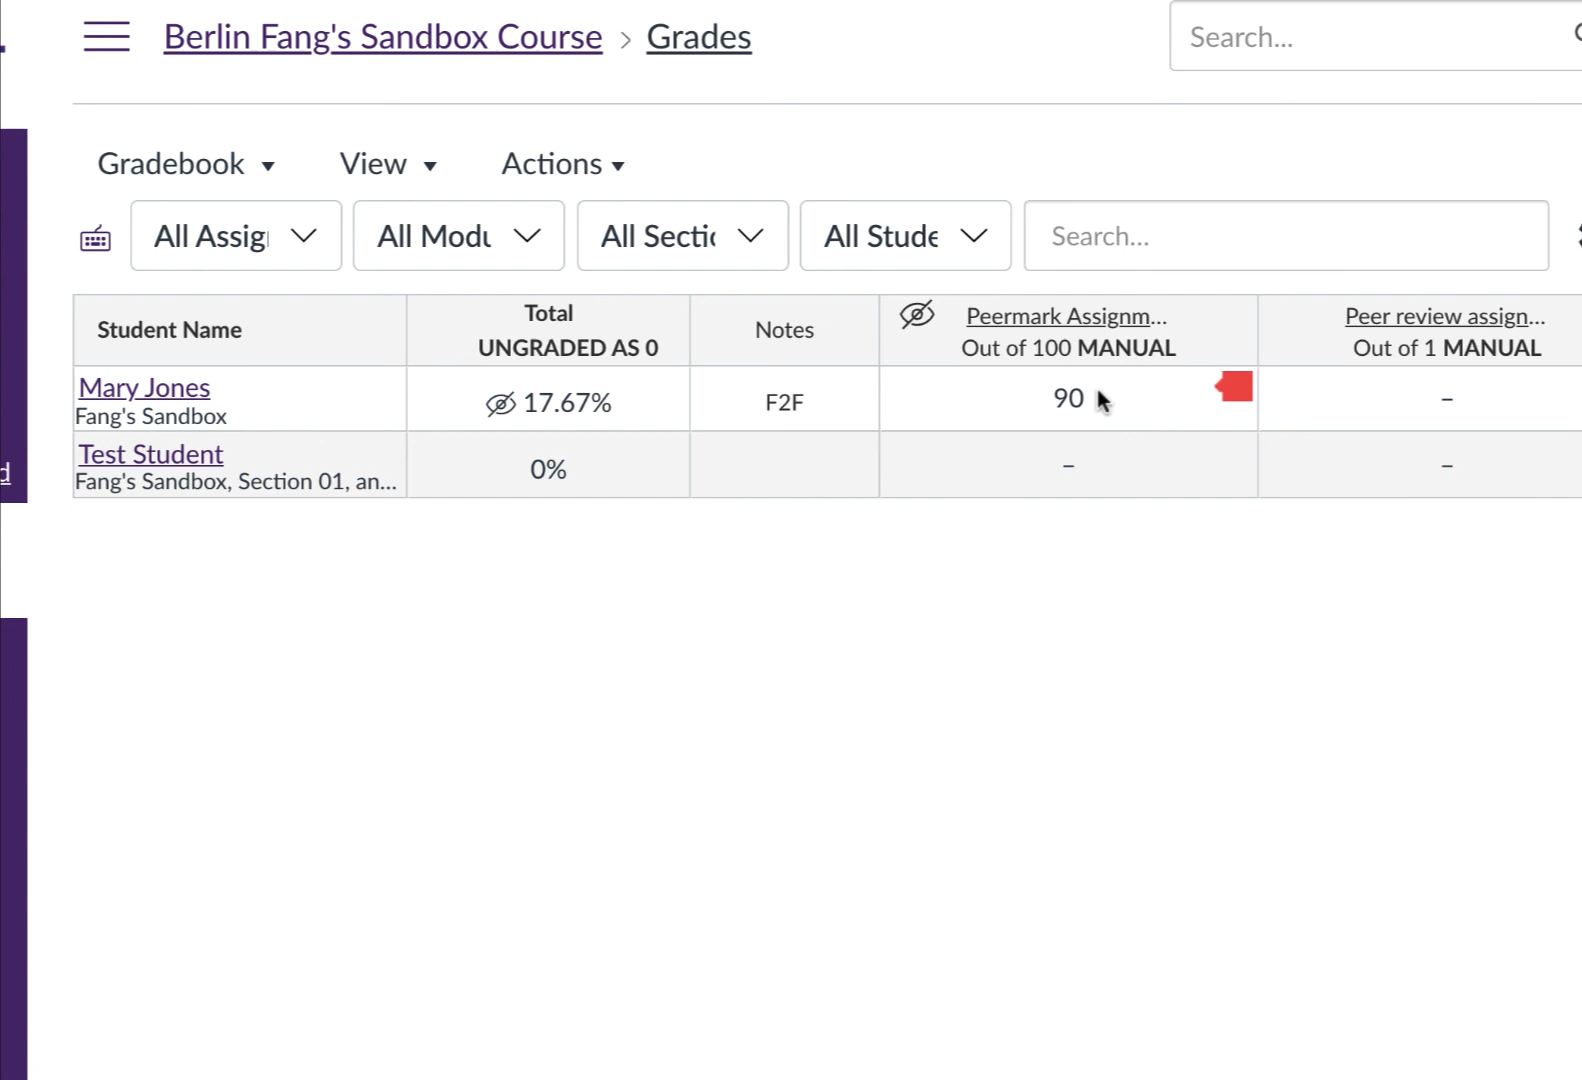 Berlin Fang's Sandbox Course > Grades
Search...
Gradebook View Actions
All Assig All Modu All Sectio All Stude Search...
Student Name
Total
UNGRADED AS 0
Notes
Peermark Assignm...
Out of 100 MANUAL
Peer review assign...
Out of 1 MANUAL
Mary Jones
Fang's Sandbox
17.67%
F2F
90
–
Test Student
Fang's Sandbox, Section 01, an...
0%
–
–
d